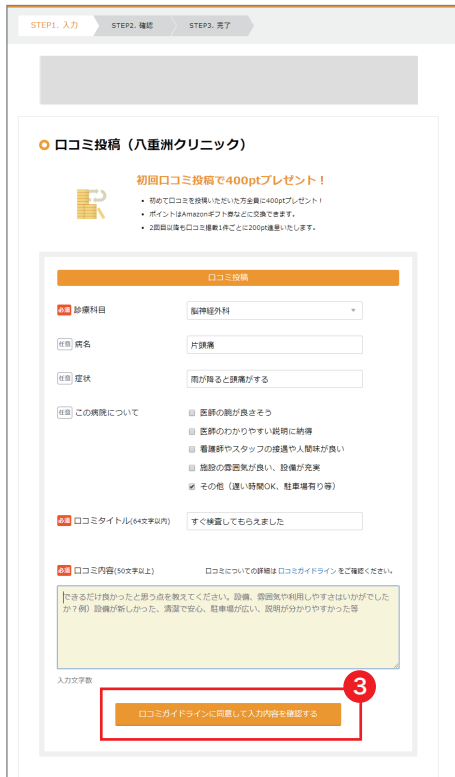 STEP1. 入力
STEP2. 確認
STEP3. 完了
口コミ投稿（八重洲クリニック）
初回口コミ投稿で400ptプレゼント！
• 初めて口コミを投稿いただいた方全員に400ptプレゼント！
• ポイントはAmazonギフト券などに交換できます。
• 2回目以降も口コミ掲載1件ごとに200pt進呈いたします。
口コミ投稿
必須 診療科目
脳神経外科
任意 病名
片頭痛
任意 症状
雨が降ると頭痛がする
任意 この病院について
医師の腕が良さそう
医師のわかりやすい説明に納得
看護師やスタッフの接遇や人間味が良い
施設の雰囲気が良い、設備が充実
その他（遅い時間OK、駐車場有り等）
必須 口コミタイトル(64文字以内)
すぐ検査してもらえました
必須 口コミ内容(50文字以上)
口コミについての詳細は 口コミガイドライン をご確認ください。
できるだけ良かったと思う点を教えてください。設備、雰囲気や利用しやすさはいかがでした
か？例）設備が新しかった、清潔で安心、駐車場が広い、説明が分かりやすかった等
入力文字数
3
口コミガイドラインに同意して入力内容を確認する